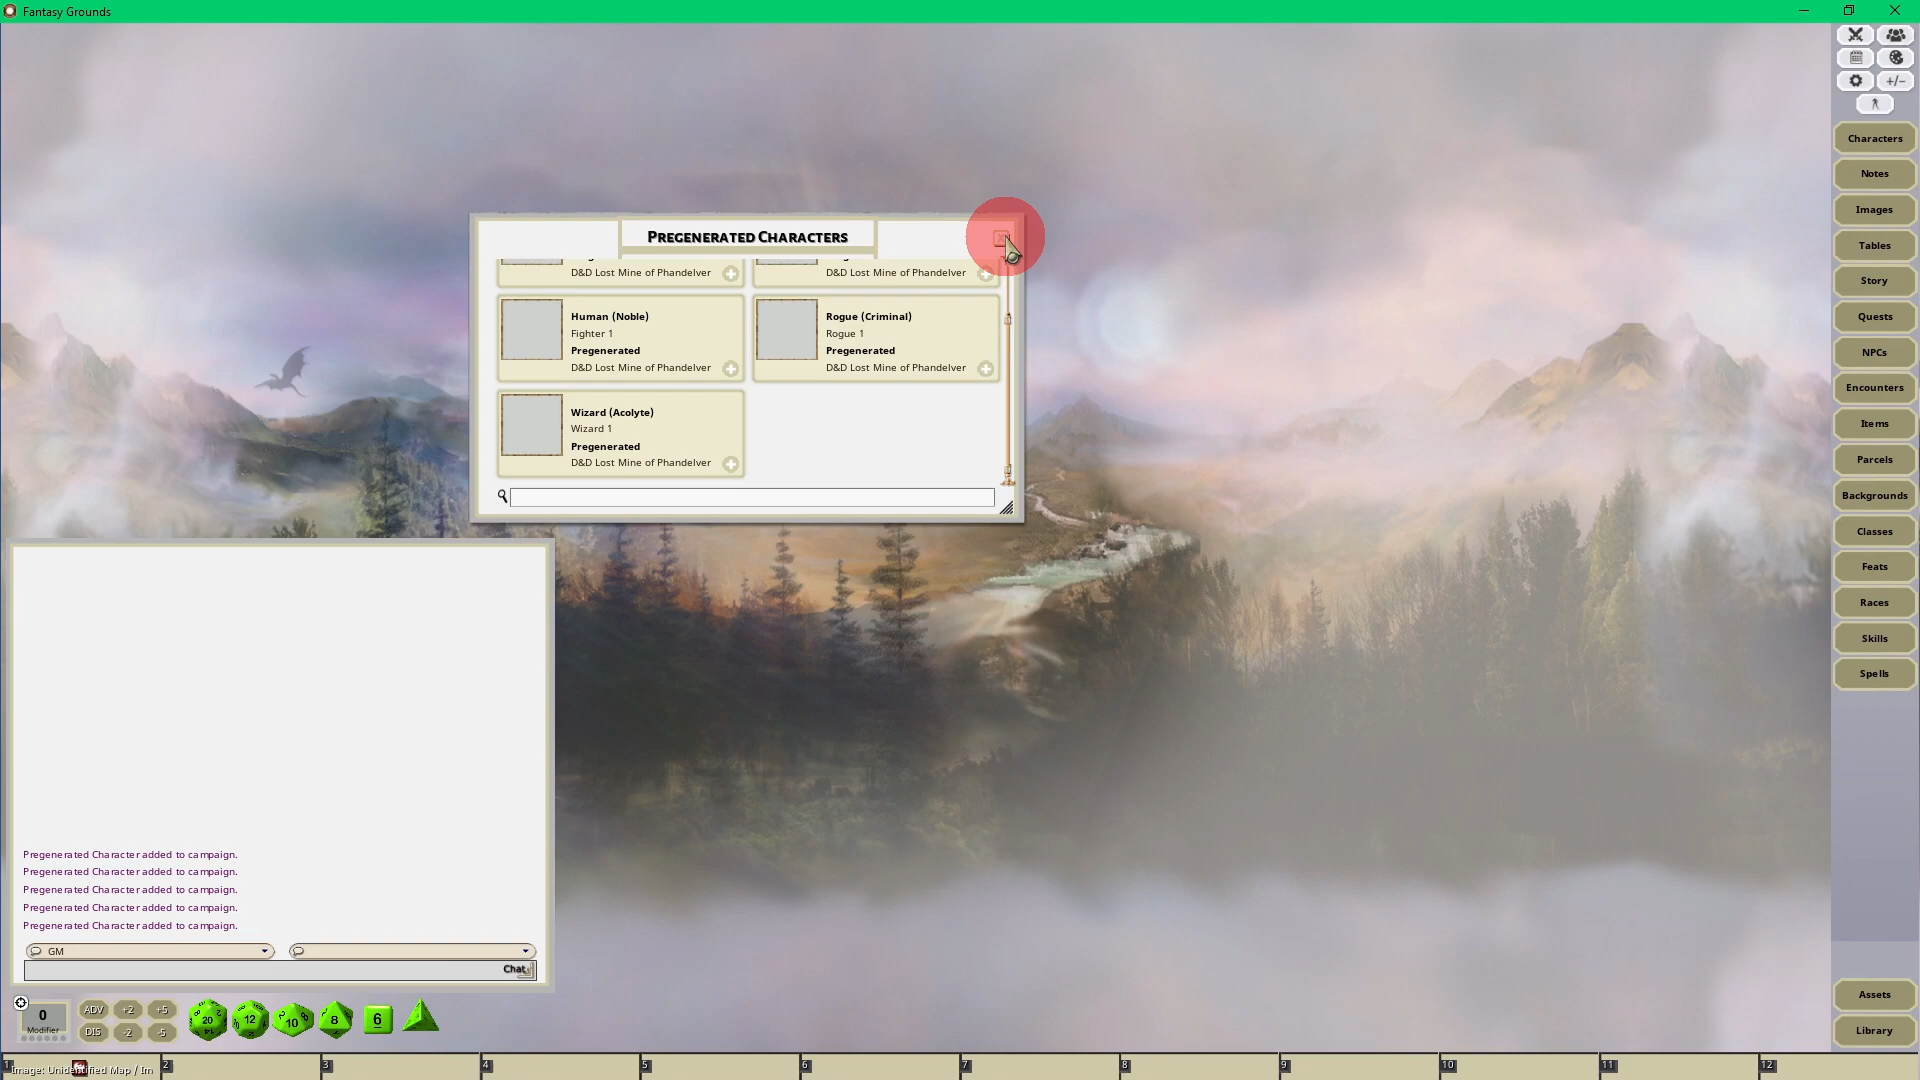 Fantasy Grounds
Characters
Notes
Images
Tables
Story
Quests
NPCs
Encounters
Items
Parcels
Backgrounds
Classes
Feats
Races
Skills
Spells
Assets
Library
+/−
PREGENERATED CHARACTERS
D&D Lost Mine of Phandelver
D&D Lost Mine of Phandelver
Human (Noble)
Fighter 1
Pregenerated
D&D Lost Mine of Phandelver
Rogue (Criminal)
Rogue 1
Pregenerated
D&D Lost Mine of Phandelver
Wizard (Acolyte)
Wizard 1
Pregenerated
D&D Lost Mine of Phandelver
Pregenerated Character added to campaign.
Pregenerated Character added to campaign.
Pregenerated Character added to campaign.
Pregenerated Character added to campaign.
Pregenerated Character added to campaign.
GM
Chat
0
Modifier
ADV +2 +5
DIS -2 -5
20 12 10 8 6
1 2 3 4 5 6 7 8 9 10 11 12
Image: Unidentified Map / Im